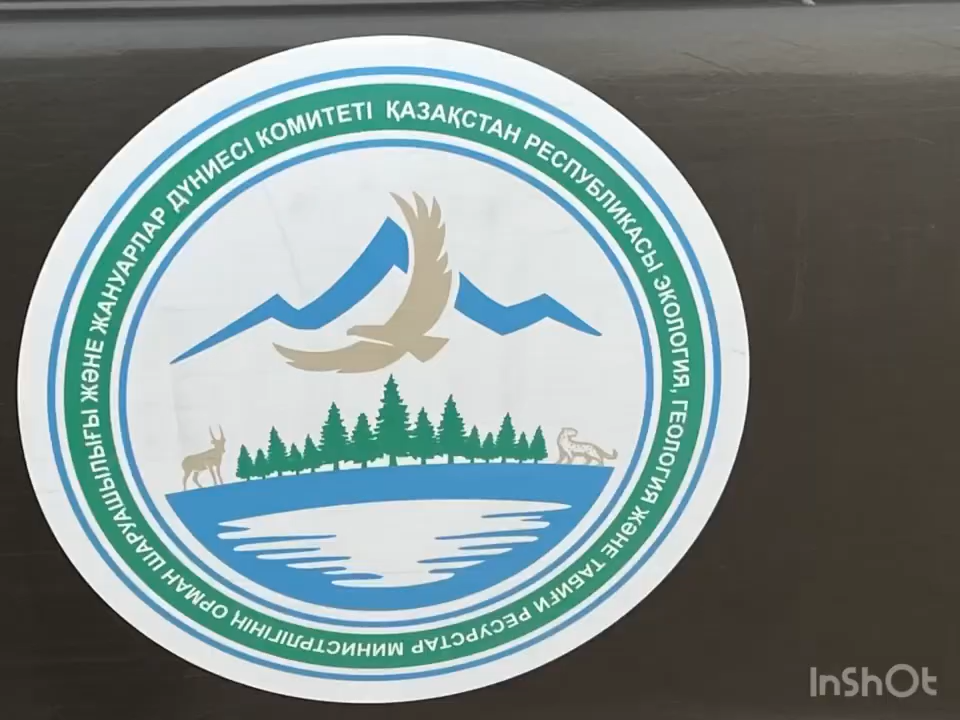 ҚАЗАҚСТАН РЕСПУБЛИКАСЫ ЭКОЛОГИЯ, ГЕОЛОГИЯ ЖӘНЕ ТАБИҒИ РЕСУРСТАР МИНИСТРЛІГІНІҢ ОРМАН ШАРУАШЫЛЫҒЫ ЖӘНЕ ЖАНУАРЛАР ДҮНИЕСІ КОМИТЕТІ
InShOt